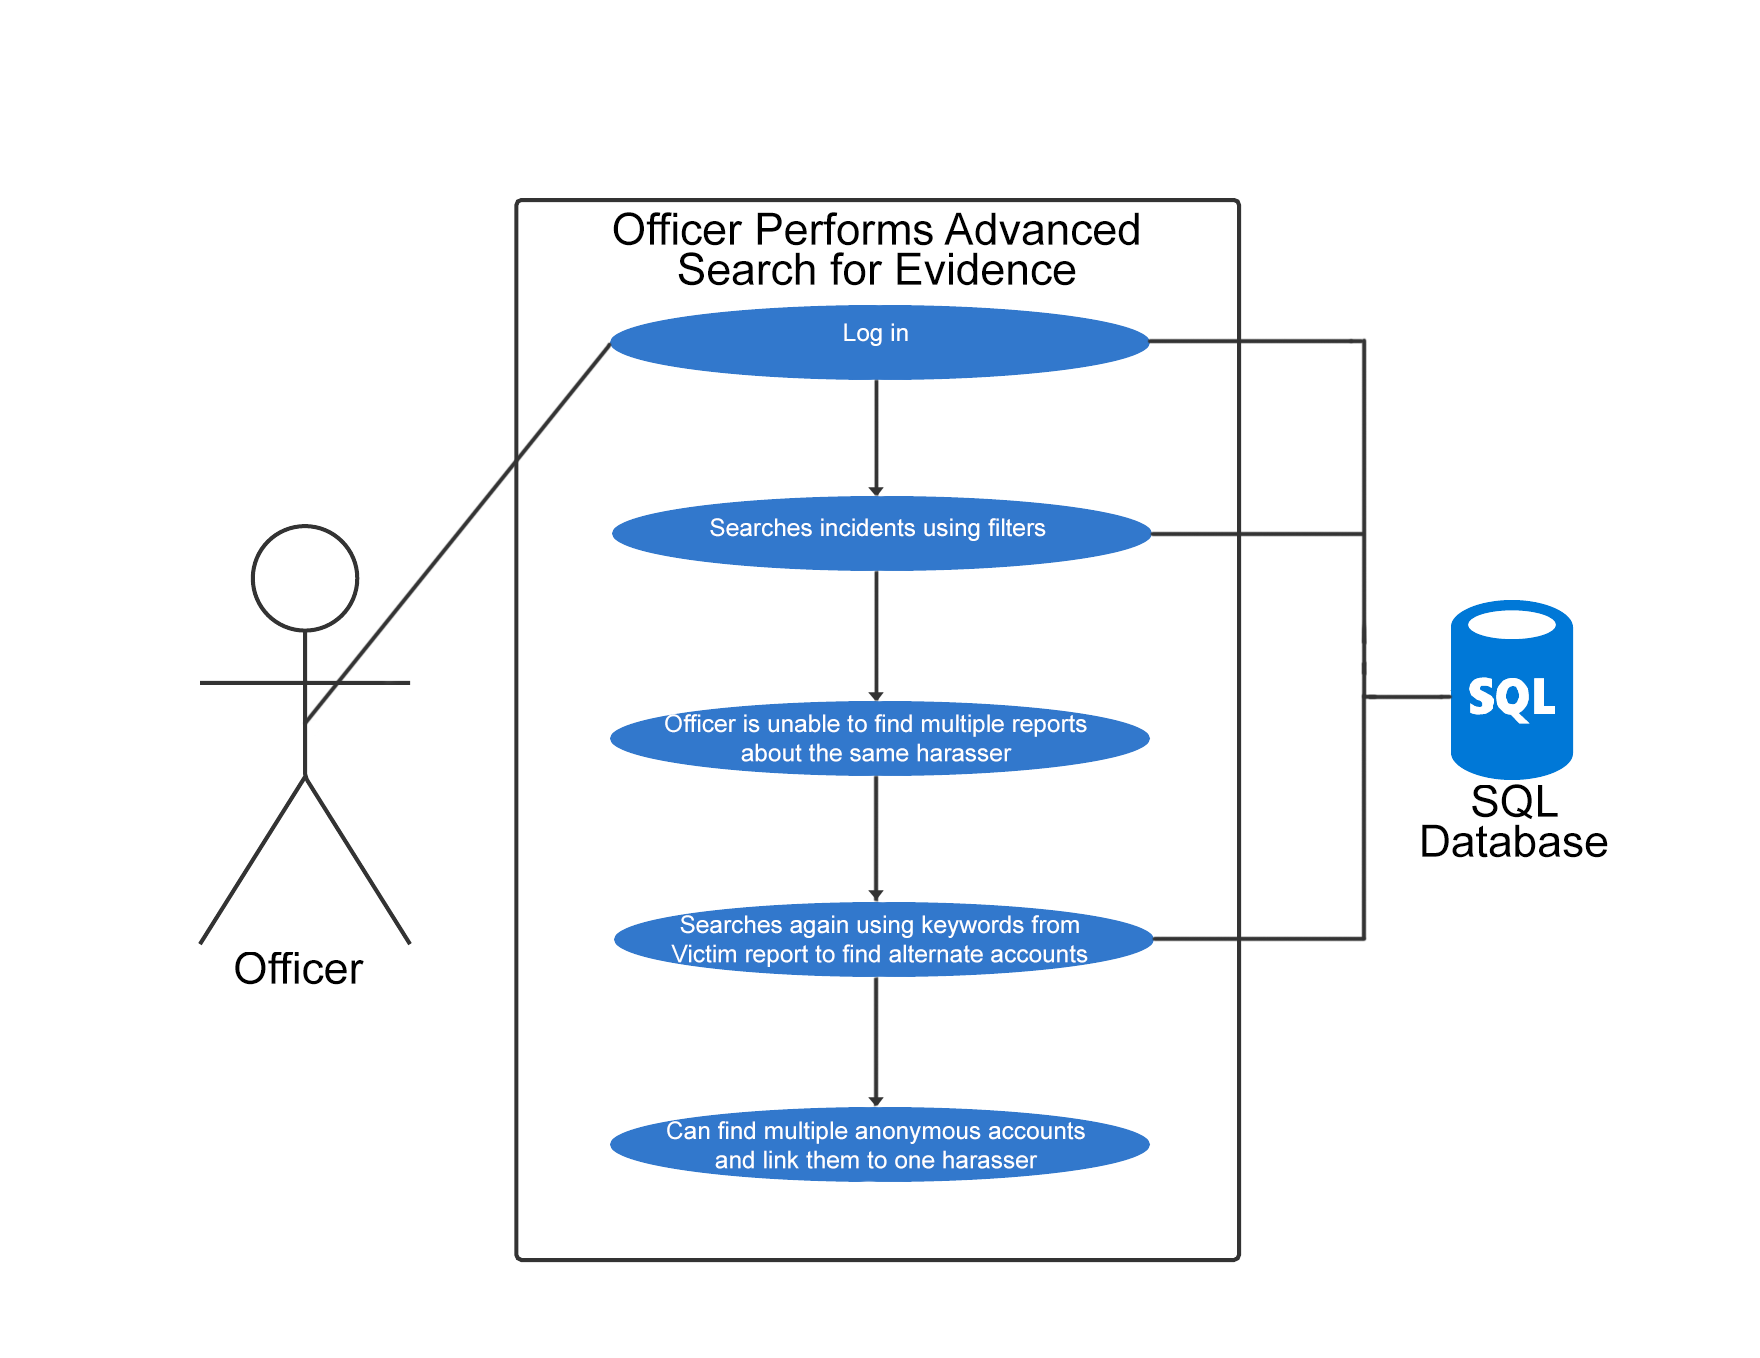 Officer Performs Advanced
Search for Evidence
Log in
Searches incidents using filters
Officer is unable to find multiple reports
about the same harasser
Searches again using keywords from
Victim report to find alternate accounts
Can find multiple anonymous accounts
and link them to one harasser
Officer
SQL
SQL
Database